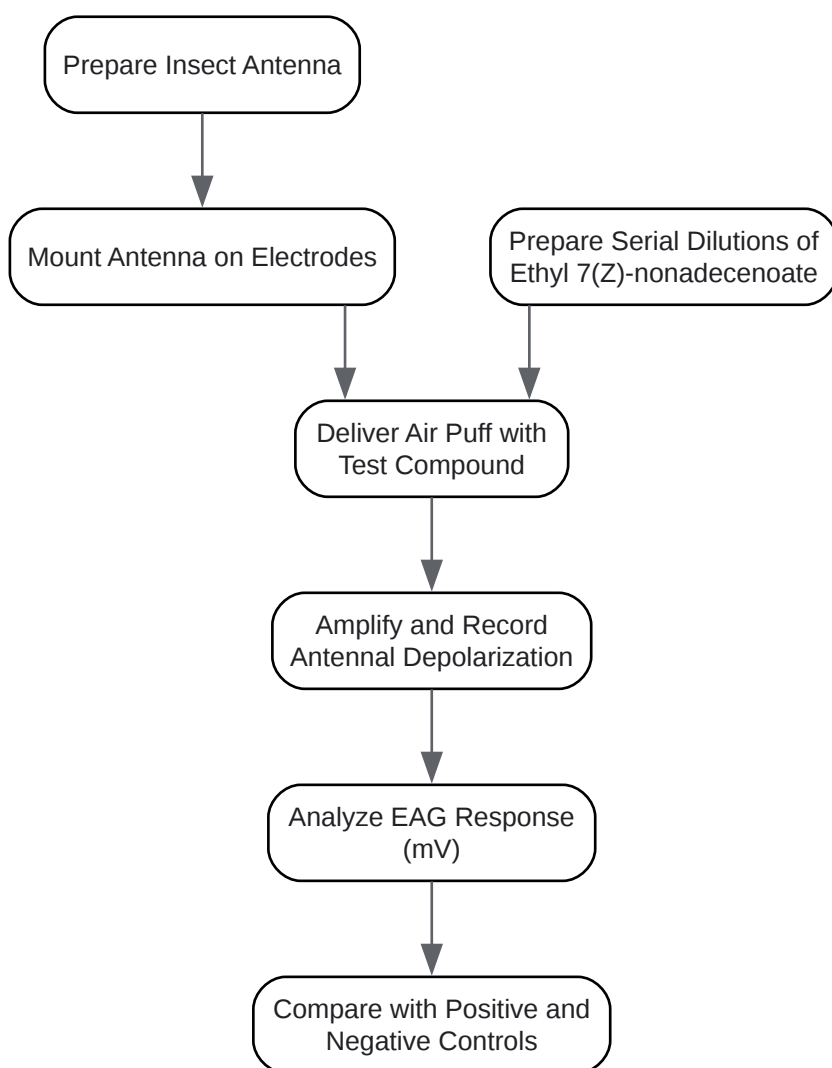 Prepare Insect Antenna
Mount Antenna on Electrodes
Prepare Serial Dilutions of
Ethyl 7(Z)-nonadecenoate
Deliver Air Puff with
Test Compound
Amplify and Record
Antennal Depolarization
Analyze EAG Response
(mV)
Compare with Positive and
Negative Controls